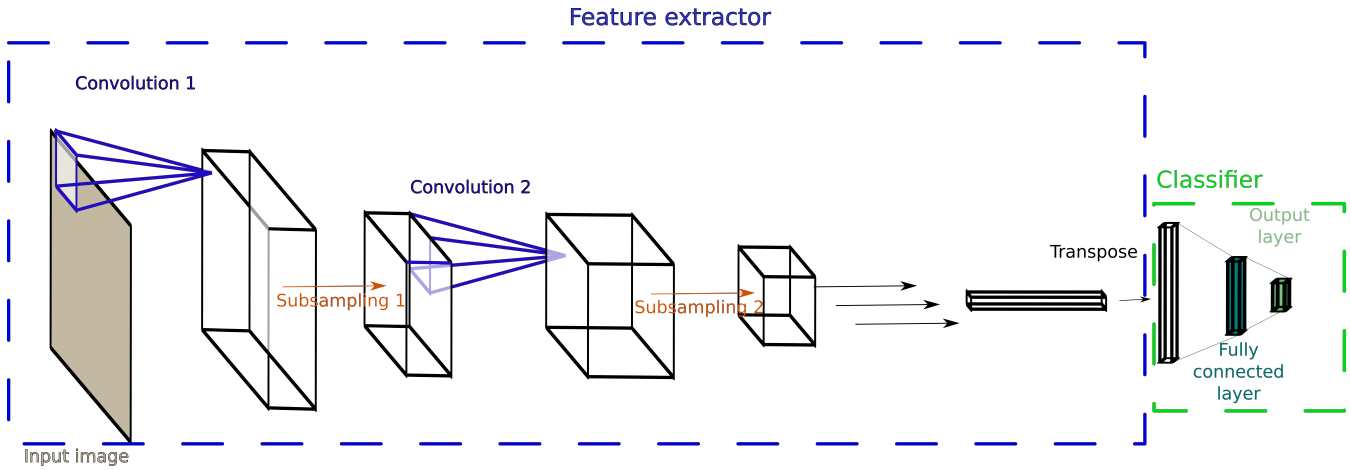 Feature extractor
Convolution 1
Classifier
Convolution 2
Output
layer
Transpose
Subsampling 1
Subsampling 2
Fully
connected
layer
Input image